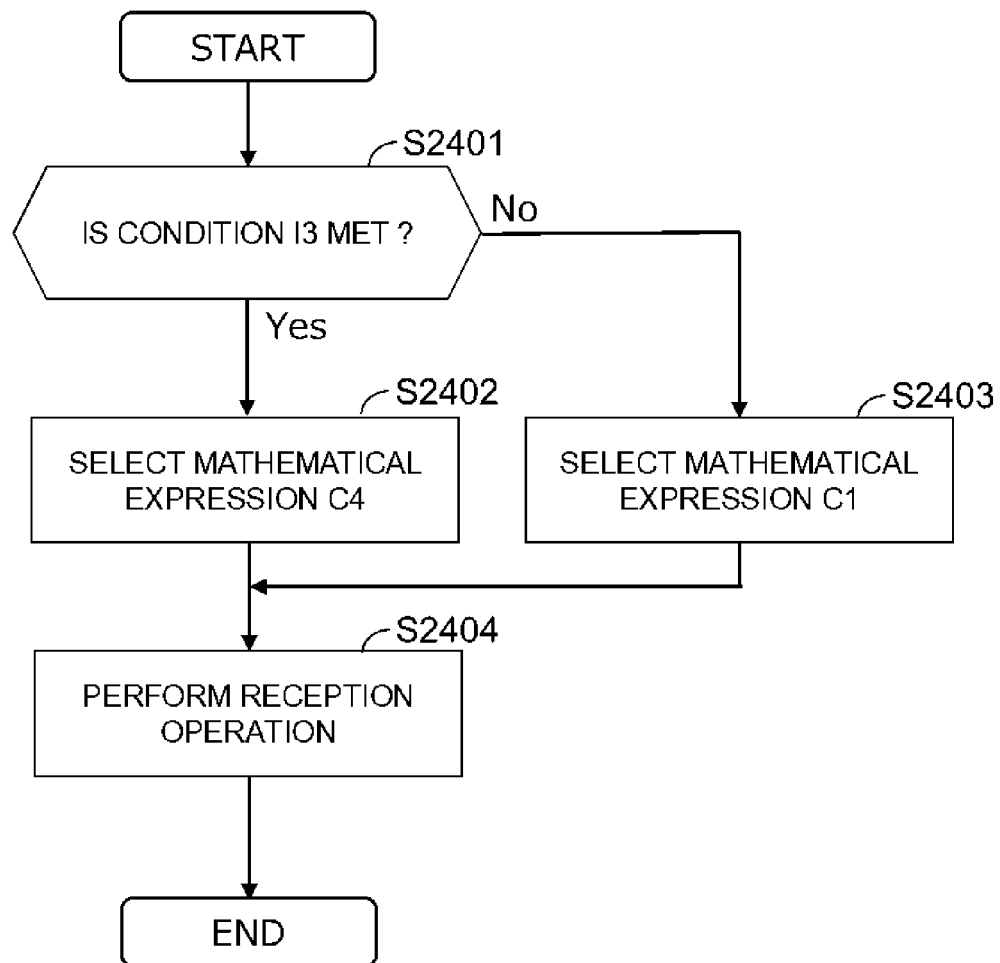 START
S2401
IS CONDITION I3 MET ?
No
Yes
S2402
SELECT MATHEMATICAL
EXPRESSION C4
S2403
SELECT MATHEMATICAL
EXPRESSION C1
S2404
PERFORM RECEPTION
OPERATION
END